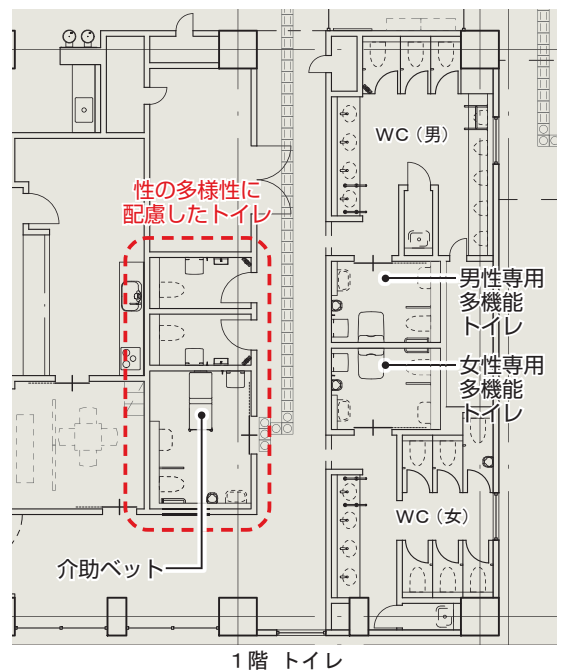 WC（男）
性の多様性に
配慮したトイレ
男性専用
多機能
トイレ
女性専用
多機能
トイレ
WC（女）
介助ベット
1階 トイレ